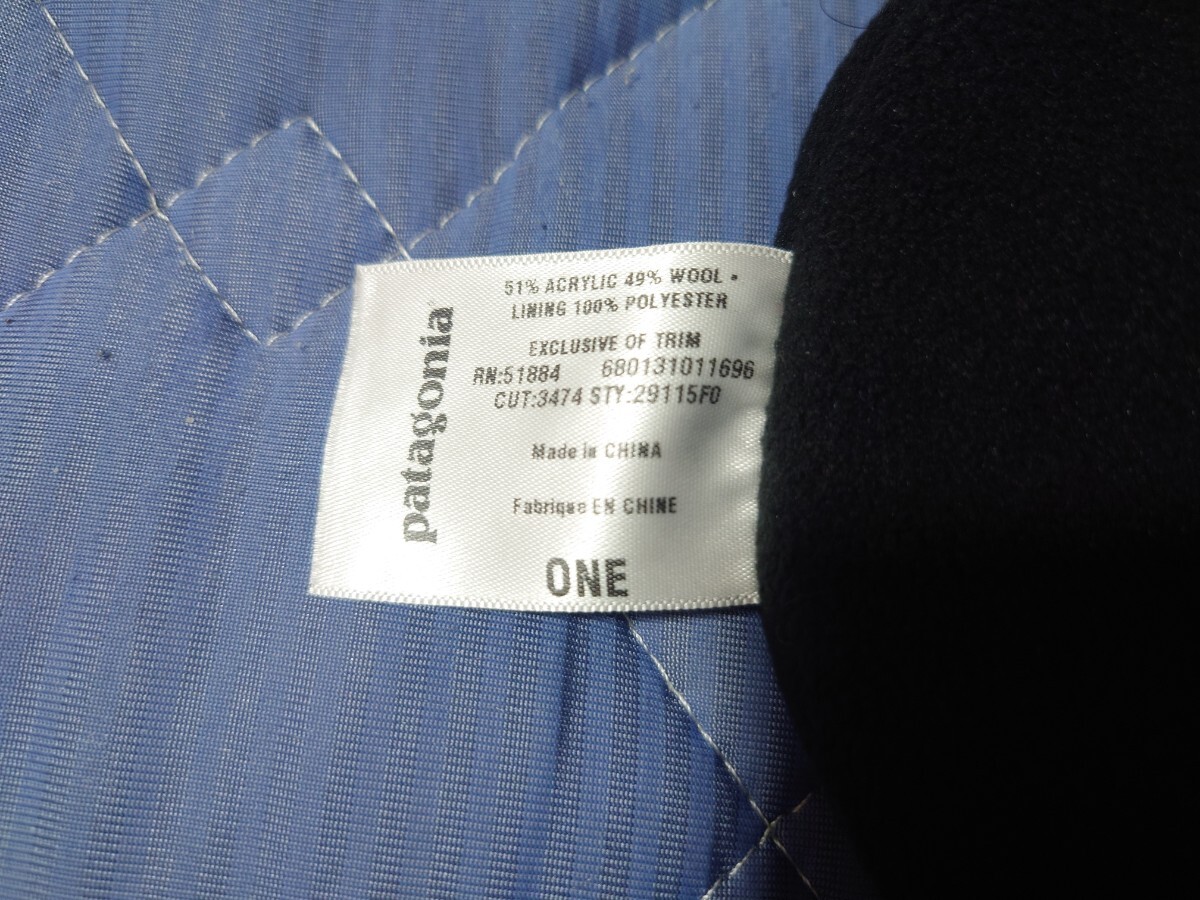 patagonia
51% ACRYLIC 49% WOOL •
LINING 100% POLYESTER
EXCLUSIVE OF TRIM
RN:51884 680131011696
CUT:3474 STY:29115F0
Made in CHINA
Fabrique EN CHINE
ONE